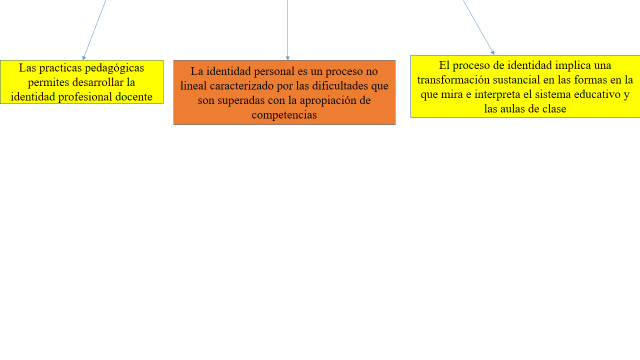 Las practicas pedagógicas
permites desarrollar la
identidad profesional docente
La identidad personal es un proceso no
lineal caracterizado por las dificultades que
son superadas con la apropiación de
competencias
El proceso de identidad implica una
transformación sustancial en las formas en la
que mira e interpreta el sistema educativo y
las aulas de clase